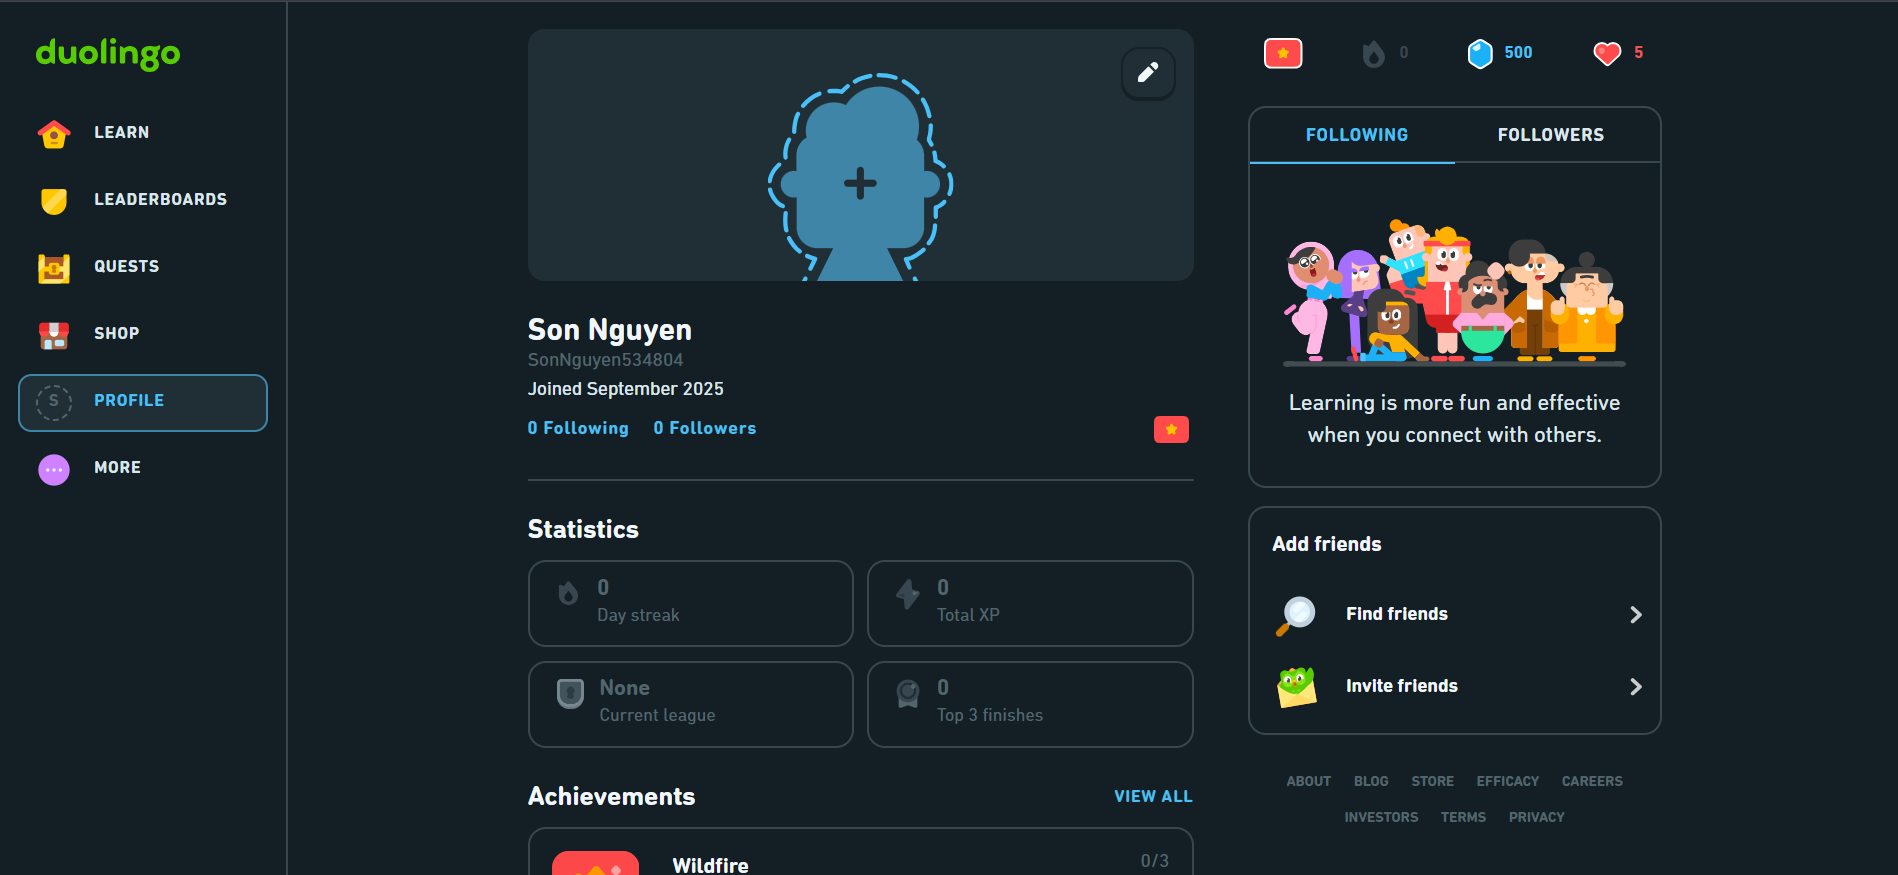 duolingo
LEARN
LEADERBOARDS
QUESTS
SHOP
S
PROFILE
MORE
Son Nguyen
SonNguyen534804
Joined September 2025
0 Following
0 Followers
Statistics
0
Day streak
0
Total XP
None
Current league
0
Top 3 finishes
Achievements
VIEW ALL
Wildfire
0/3
0
500
5
FOLLOWING
FOLLOWERS
Learning is more fun and effective
when you connect with others.
Add friends
Find friends
Invite friends
ABOUT BLOG STORE EFFICACY CAREERS
INVESTORS TERMS PRIVACY